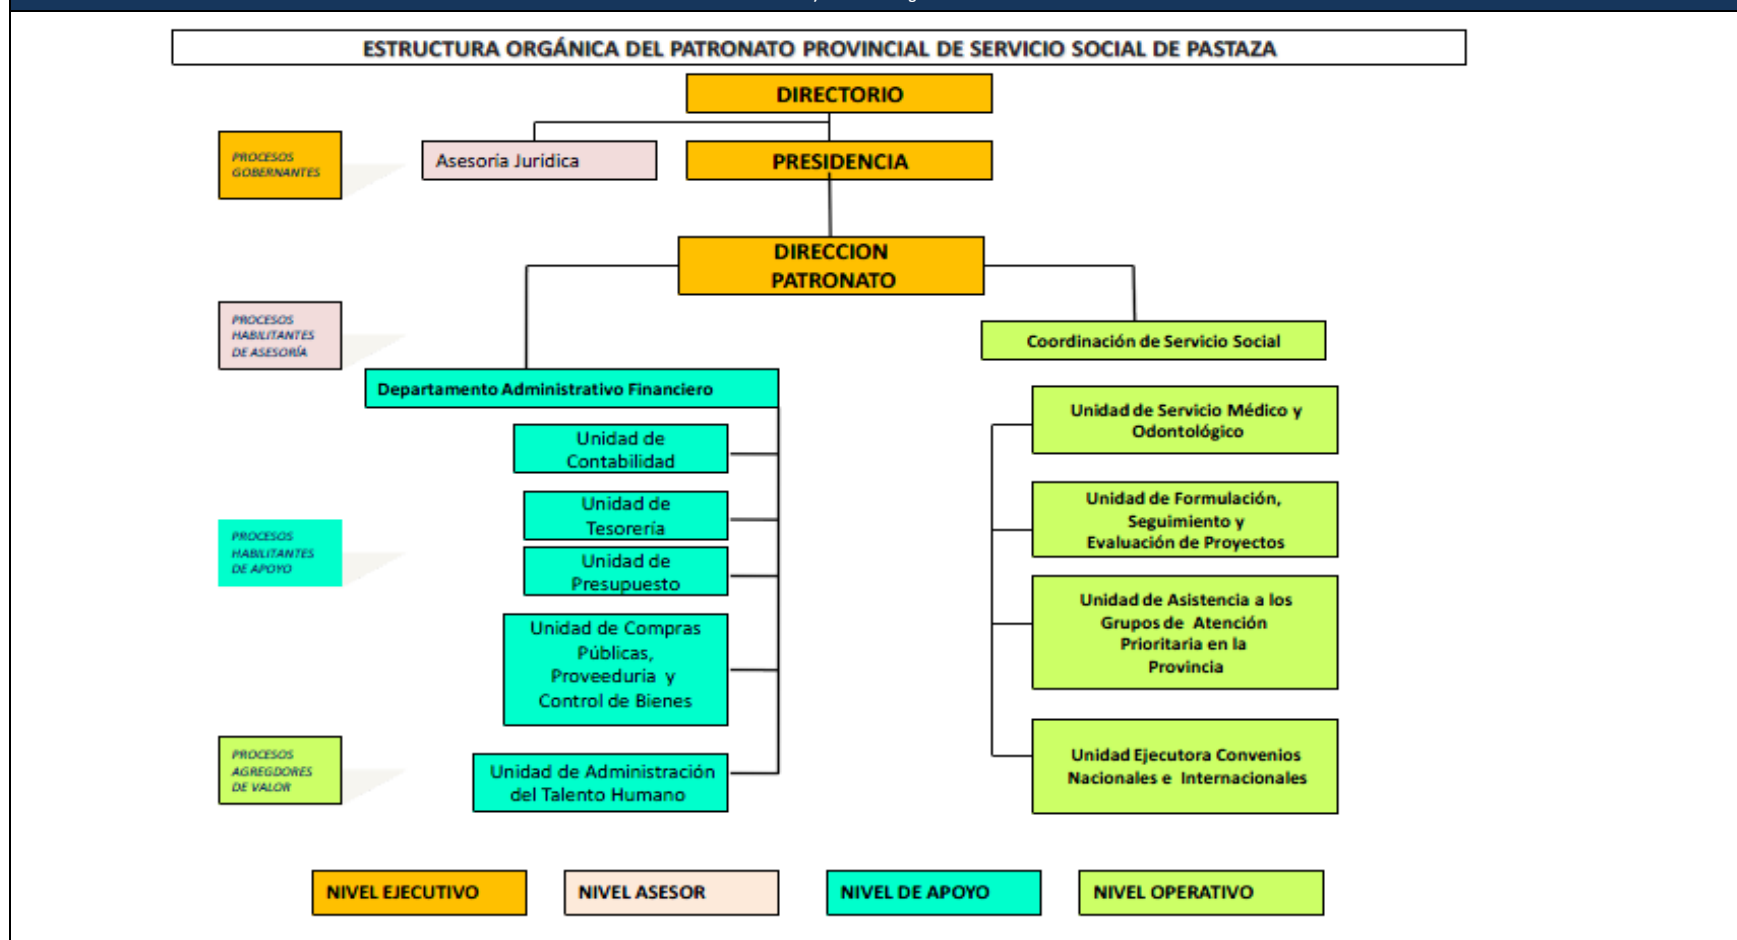 ESTRUCTURA ORGÁNICA DEL PATRONATO PROVINCIAL DE SERVICIO SOCIAL DE PASTAZA
DIRECTORIO
PROCESOS
GOBERNANTES
Asesoria Juridica
PRESIDENCIA
DIRECCION
PATRONATO
PROCESOS
HABILITANTES
DE ASESORÍA
Coordinación de Servicio Social
Departamento Administrativo Financiero
Unidad de
Contabilidad
Unidad de
Tesorería
Unidad de
Presupuesto
Unidad de Compras
Públicas,
Proveeduria y
Control de Bienes
Unidad de Administración
del Talento Humano
Unidad de Servicio Médico y
Odontológico
Unidad de Formulación,
Seguimiento y
Evaluación de Proyectos
Unidad de Asistencia a los
Grupos de Atención
Prioritaria en la
Provincia
Unidad Ejecutora Convenios
Nacionales e Internacionales
PROCESOS
HABILITANTES
DE APOYO
PROCESOS
AGREGDORES
DE VALOR
NIVEL EJECUTIVO
NIVEL ASESOR
NIVEL DE APOYO
NIVEL OPERATIVO